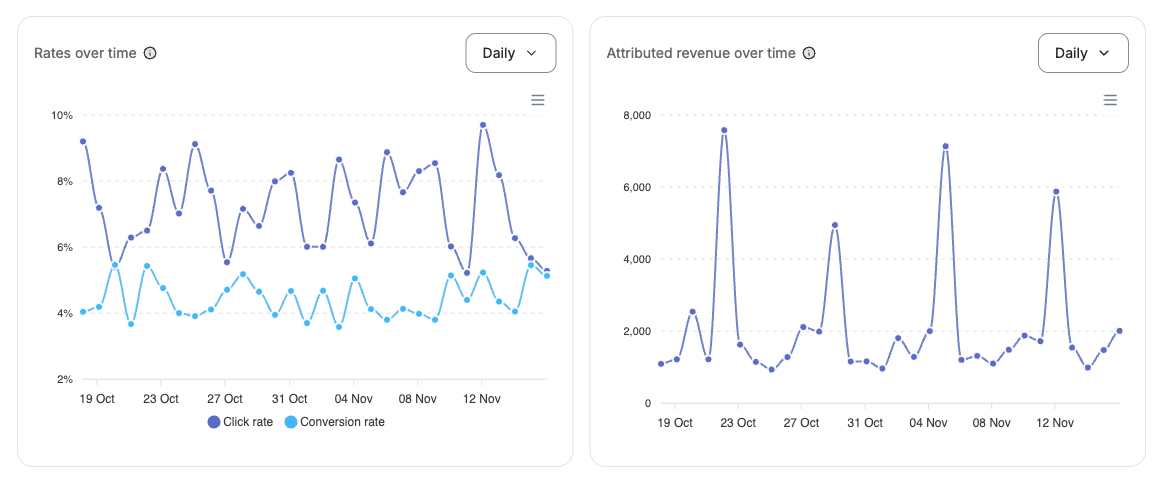 Rates over time
Daily
10%
8%
6%
4%
2%
19 Oct 23 Oct 27 Oct 31 Oct 04 Nov 08 Nov 12 Nov
Click rate Conversion rate
Attributed revenue over time
Daily
8,000
6,000
4,000
2,000
0
19 Oct 23 Oct 27 Oct 31 Oct 04 Nov 08 Nov 12 Nov